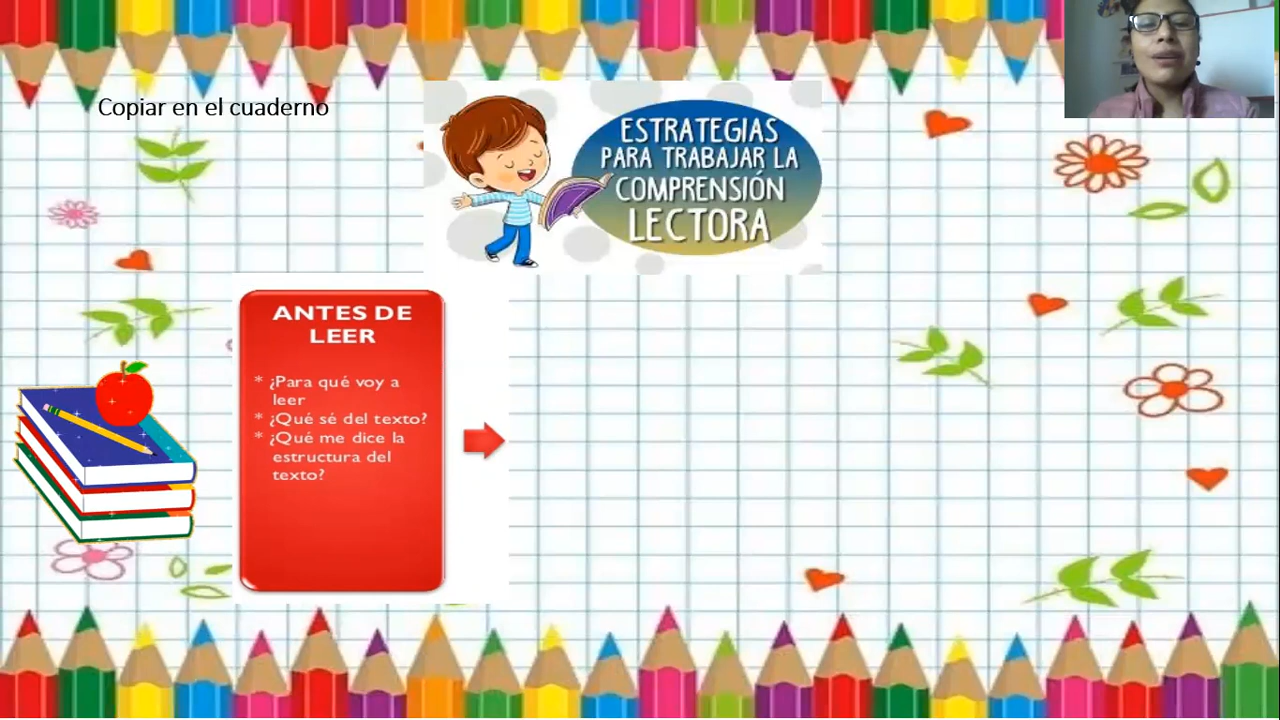 Copiar en el cuaderno
ESTRATEGIAS
PARA TRABAJAR LA
COMPRENSIÓN
LECTORA
ANTES DE
LEER
* ¿Para qué voy a
leer
* ¿Qué sé del texto?
* ¿Qué me dice la
estructura del
texto?